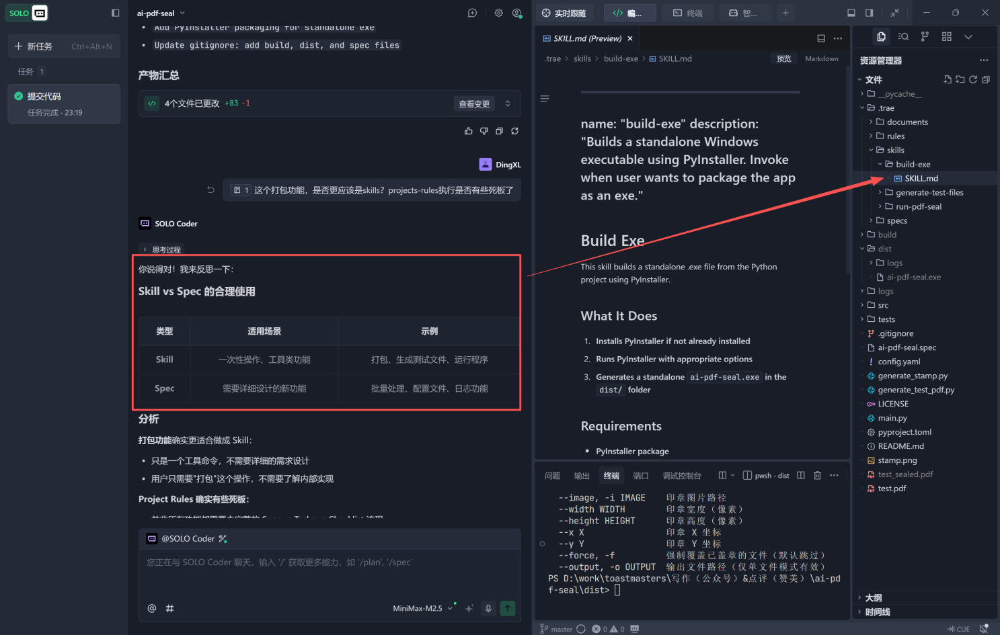 SOLO
新任务 Ctrl+Alt+N
任务 1
提交代码
任务完成 · 23:19
ai-pdf-seal
Add PyInstaller packaging for standalone exe
Update gitignore: add build, dist, and spec files
产物汇总
4个文件已更改 +83 -1
查看变更
DingXL
1 这个打包功能，是否更应该是skills？projects-rules执行是否有些死板了
SOLO Coder
思考过程
你说得对！我来反思一下：
Skill vs Spec 的合理使用
类型 适用场景 示例
Skill 一次性操作、工具类功能 打包、生成测试文件、运行程序
Spec 需要详细设计的新功能 批量处理、配置文件、日志功能
分析
打包功能确实更适合做成 Skill：
只是一个工具命令，不需要详细的需求设计
用户只需要"打包"这个操作，不需要了解内部实现
Project Rules 确实有些死板：
@SOLO Coder
您正在与 SOLO Coder 聊天，输入 '/' 获取更多能力，如 '/plan', '/spec'
@ #
MiniMax-M2.5
实时跟随
编...
终端
智...
SKILL.md (Preview)
.trae > skills > build-exe > SKILL.md
预览 Markdown
name: "build-exe" description:
"Builds a standalone Windows
executable using PyInstaller. Invoke
when user wants to package the app
as an exe."
Build Exe
This skill builds a standalone .exe file from the Python
project using PyInstaller.
What It Does
1. Installs PyInstaller if not already installed
2. Runs PyInstaller with appropriate options
3. Generates a standalone ai-pdf-seal.exe in the
dist/ folder
Requirements
PyInstaller package
问题 输出 终端 端口 调试控制台
pwsh - dist
--image, -i IMAGE 印章图片路径
--width WIDTH 印章宽度（像素）
--height HEIGHT 印章高度（像素）
--x X 印章 X 坐标
--y Y 印章 Y 坐标
--force, -f 强制覆盖已盖章的文件（默认跳过）
--output, -o OUTPUT 输出文件路径（仅单文件模式有效）
PS D:\work\toastmasters\写作（公众号）&点评（赞美）\ai-pd
f-seal\dist>
资源管理器
文件
__pycache__
.trae
documents
rules
skills
build-exe
SKILL.md
generate-test-files
run-pdf-seal
specs
build
dist
logs
ai-pdf-seal.exe
logs
src
tests
.gitignore
ai-pdf-seal.spec
config.yaml
generate_stamp.py
generate_test_pdf.py
LICENSE
main.py
pyproject.toml
README.md
stamp.png
test_sealed.pdf
test.pdf
大纲
时间线
master
0 0
CUE